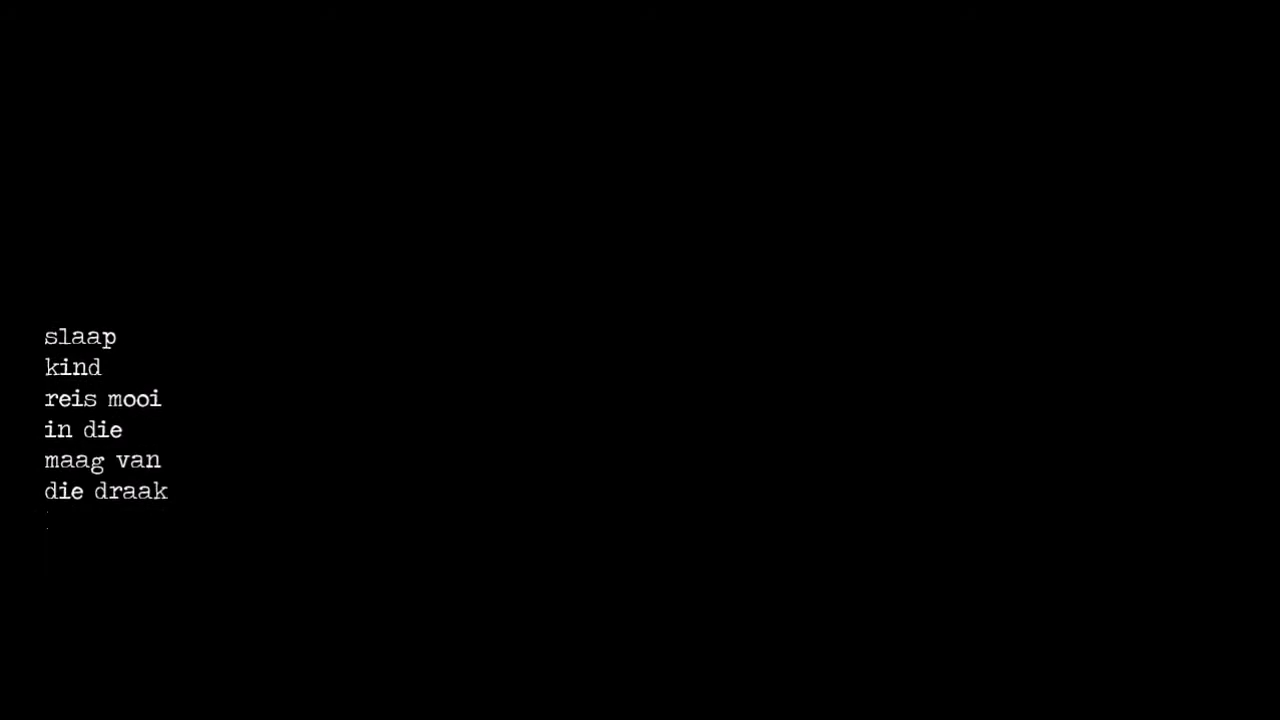 slaap
kind
reis mooi
in die
maag van
die draak